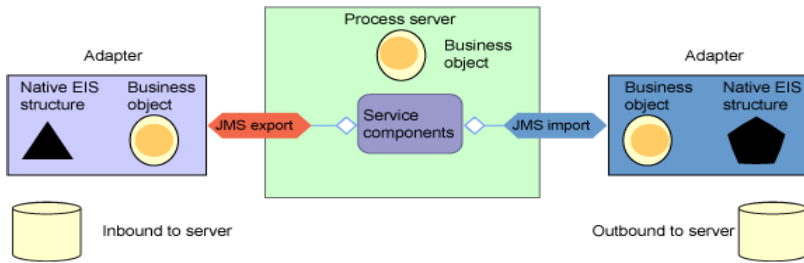 Process server
Business
object
Adapter
Native EIS
structure
Business
object
JMS export
Service
components
JMS import
Adapter
Business
object
Native EIS
structure
Inbound to server
Outbound to server